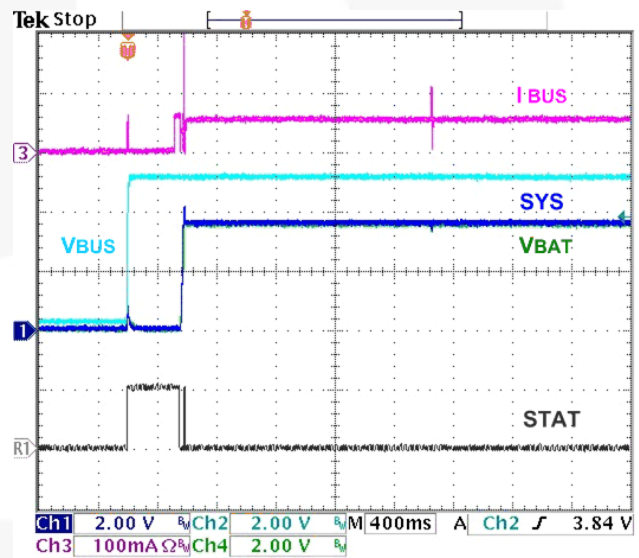 Tek Stop
I BUS
3
SYS
VBUS
VBAT
1
STAT
R1
Ch1 2.00 V BW Ch2 2.00 V BW M 400ms A Ch2 3.84 V
Ch3 100mA Ω BW Ch4 2.00 V BW